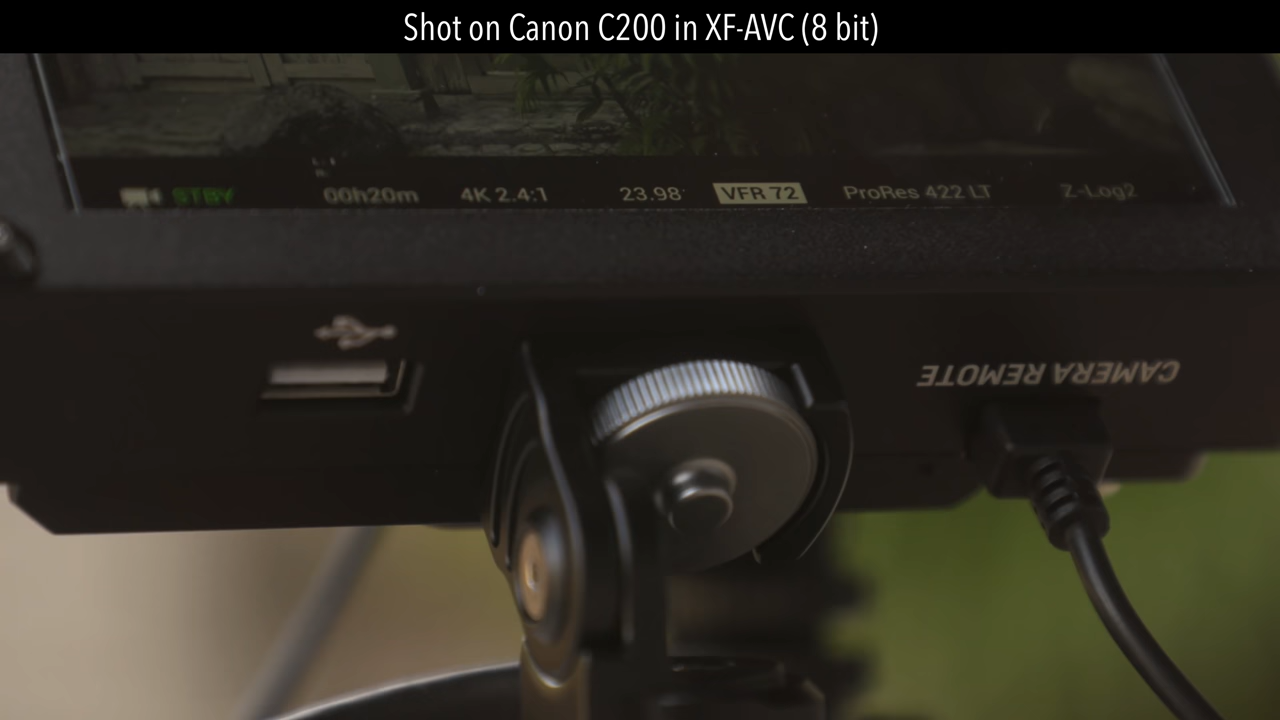 Shot on Canon C200 in XF-AVC (8 bit)
STBY 00h20m 4K 2.4:1 23.98 VFR 72 ProRes 422 LT Z-Log2
CAMERA REMOTE